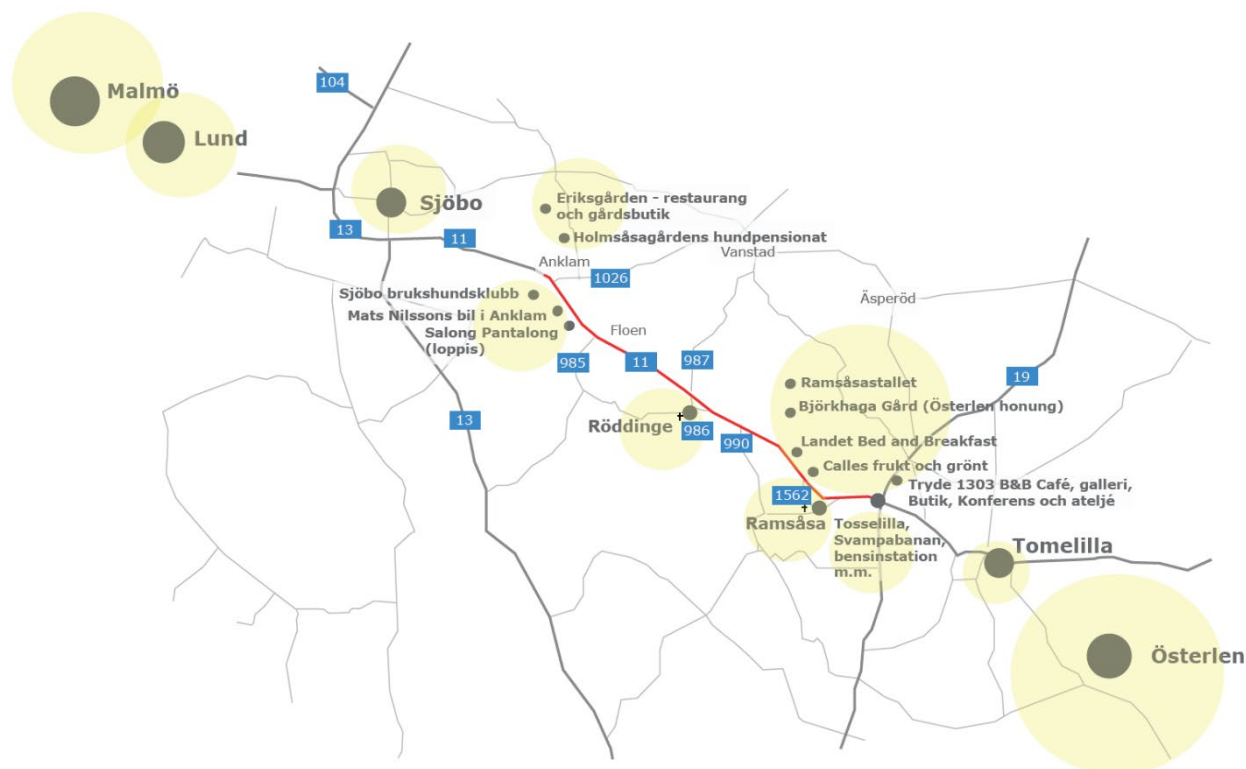 Malmö
Lund
104
Sjöbo
13
11
Eriksgården - restaurang
och gårdsbutik
Holmsåsagårdens hundpensionat
Vanstad
Anklam
1026
Äsperöd
Sjöbo brukshundsklubb
Mats Nilssons bil i Anklam
Salong Pantalong
(loppis)
Floen
985
11
987
19
Ramsåsastallet
Björkhaga Gård (Österlen honung)
13
Röddinge
986
990
Landet Bed and Breakfast
Calles frukt och grönt
Tryde 1303 B&B Café, galleri,
Butik, Konferens och ateljé
1562
Ramsåsa
Tosselilla,
Svampabanan,
bensinstation
m.m.
Tomelilla
Österlen